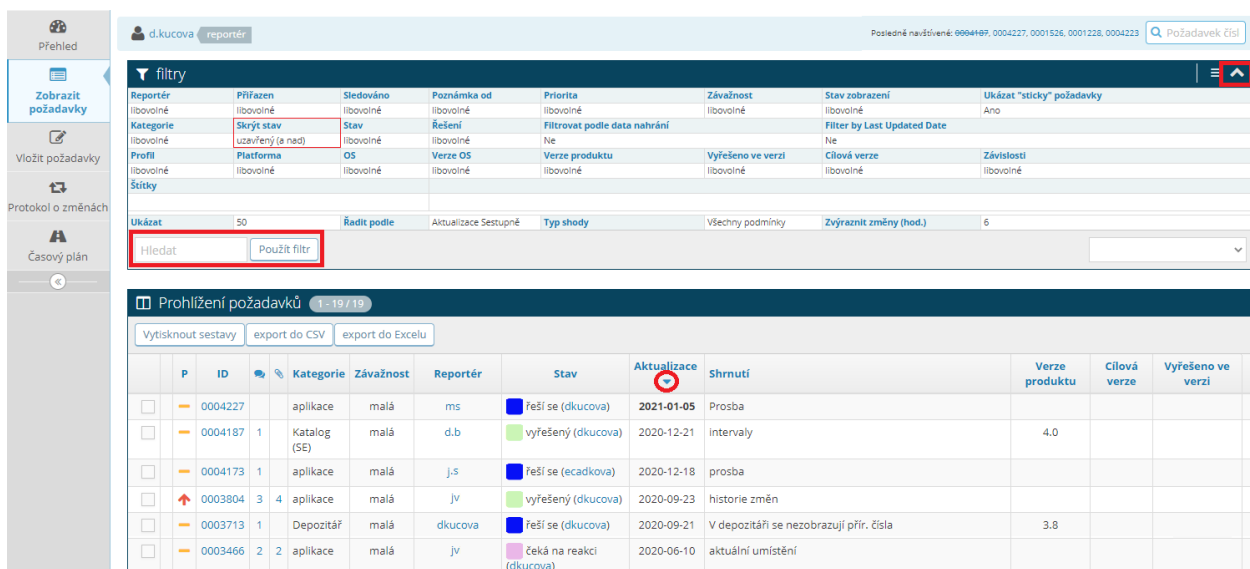 Přehled
Zobrazit
požadavky
Vložit požadavky
Protokol o změnách
Časový plán
d.kucova reportér
Posledně navštívené: 0004187, 0004227, 0001526, 0001228, 0004223 Požadavek čísl
filtry
Reportér Přiřazen Sledováno Poznámka od Priorita Závažnost Stav zobrazení Ukázat "sticky" požadavky
libovolné libovolné libovolné libovolné libovolné libovolné libovolné Ano
Kategorie Skrýt stav Stav Řešení Filtrovat podle data nahrání Filter by Last Updated Date
libovolné uzavřený (a nad) libovolné libovolné Ne Ne
Profil Platforma OS Verze OS Verze produktu Vyřešeno ve verzi Cílová verze Závislosti
libovolné libovolné libovolné libovolné libovolné libovolné libovolné libovolné
Štítky
Ukázat 50 Řadit podle Aktualizace Sestupně Typ shody Všechny podmínky Zvýraznit změny (hod.) 6
Hledat Použít filtr
Prohlížení požadavků 1 - 19 / 19
Vytisknout sestavy export do CSV export do Excelu
P ID Kategorie Závažnost Reportér Stav Aktualizace Shrnutí Verze produktu Cílová verze Vyřešeno ve verzi
0004227 aplikace malá ms řeší se (dkucova) 2021-01-05 Prosba
0004187 1 Katalog (SE) malá d.b vyřešený (dkucova) 2020-12-21 intervaly 4.0
0004173 1 aplikace malá j.s řeší se (ecadkova) 2020-12-18 prosba
0003804 3 4 aplikace malá jv vyřešený (dkucova) 2020-09-23 historie změn
0003713 1 Depozitář malá dkucova řeší se (dkucova) 2020-09-21 V depozitáři se nezobrazují přír. čísla 3.8
0003466 2 2 aplikace malá jv čeká na reakci (dkucova) 2020-06-10 aktuální umístění